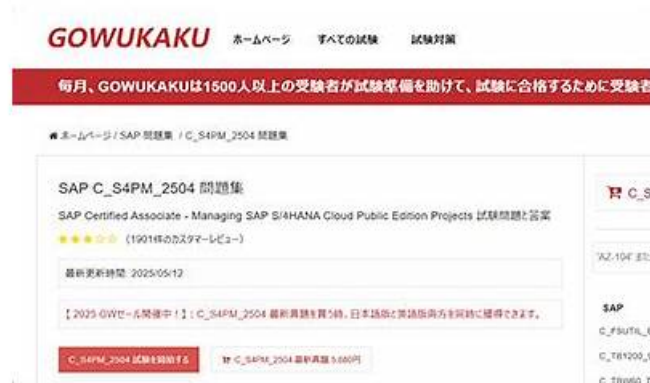 GOWUKAKU ホームページ すべての試験 試験対策
毎月、GOWUKAKUは1500人以上の受験者が試験準備を助けて、試験に合格するために受験者
ホームページ / SAP 問題集 / C_S4PM_2504 問題集
SAP C_S4PM_2504 問題集
SAP Certified Associate - Managing SAP S/4HANA Cloud Public Edition Projects 試験問題と答案
(1901件のカスタマーレビュー)
最新更新時間: 2025/05/12
【 2025 GWセール開催中!】: C_S4PM_2504 最新真題を買う時、日本語版と英語版両方を同時に獲得できます。
C_S4PM_2504 試験を開始する
C_S4PM_2504 最新真題 5,680円
C_S
"AZ-104"
SAP